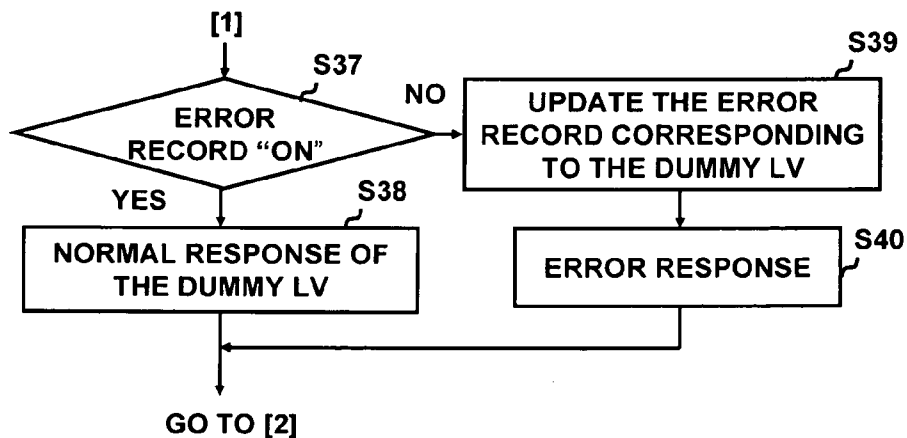 [1]
S37
ERROR
RECORD “ON”
NO
S39
UPDATE THE ERROR
RECORD CORRESPONDING
TO THE DUMMY LV
YES
S38
NORMAL RESPONSE OF
THE DUMMY LV
S40
ERROR RESPONSE
GO TO [2]